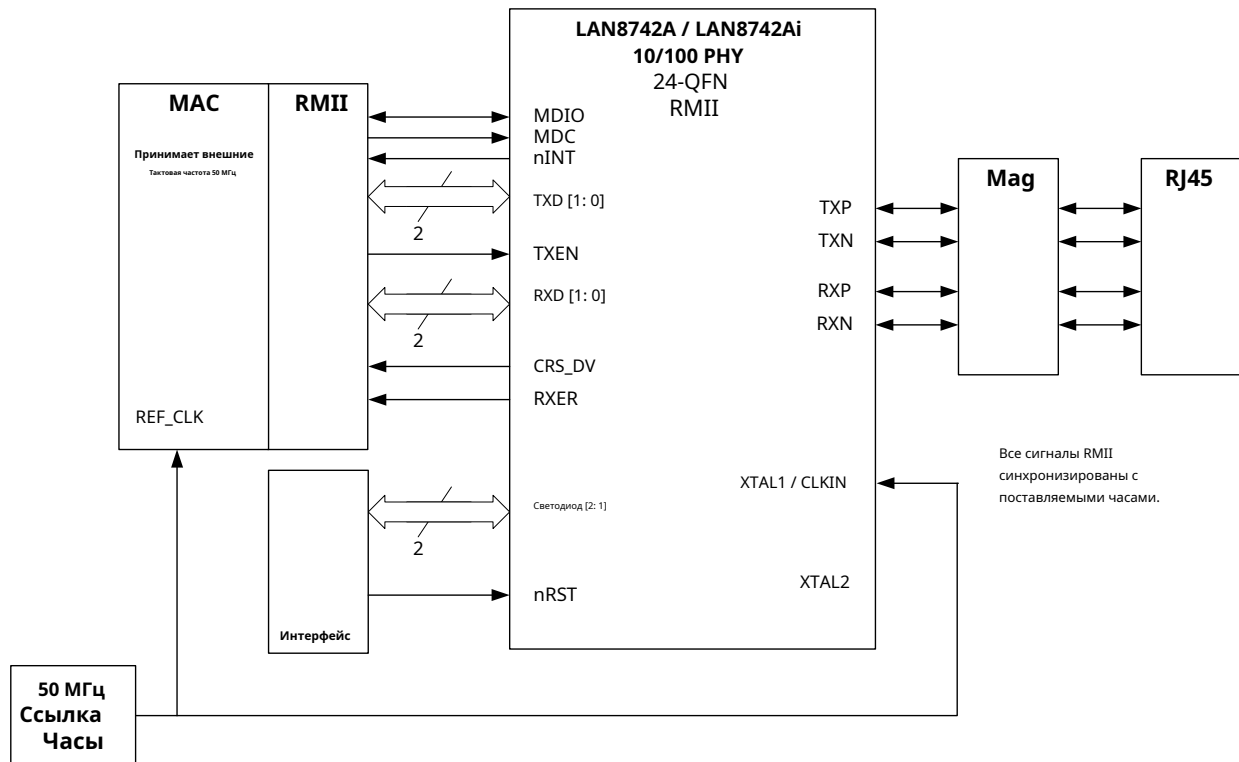 LAN8742A / LAN8742Ai
10/100 PHY
24-QFN
RMII
MAC
RMII
Принимает внешние
Тактовая частота 50 МГц
MDIO
MDC
nINT
TXD [1: 0]
2
TXEN
RXD [1: 0]
2
CRS_DV
RXER
REF_CLK
TXP
TXN
RXP
RXN
Mag
RJ45
Все сигналы RMII
синхронизированы с
поставляемыми часами.
XTAL1 / CLKIN
Светодиод [2: 1]
2
XTAL2
nRST
Интерфейс
50 МГц
Ссылка
Часы